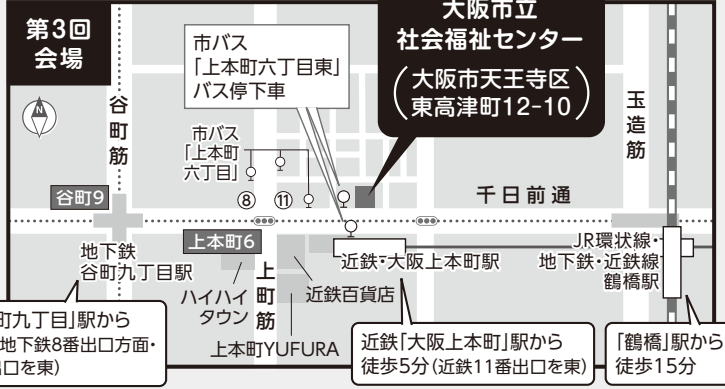 第3回
会場
大阪市立
社会福祉センター
(大阪市天王寺区
東高津町12-10)
市バス
「上本町六丁目東」
バス停下車
N
谷町筋
市バス
「上本町
六丁目」
玉造筋
谷町9
⑧
⑪
千日前通
上本町6
地下鉄
谷町九丁目駅
上町筋
近鉄・大阪上本町駅
JR環状線・
地下鉄・近鉄線
鶴橋駅
ハイハイ
タウン
近鉄百貨店
上本町YUFURA
町九丁目」駅から
地下鉄8番出口方面・
出口を東)
近鉄「大阪上本町」駅から
徒歩5分(近鉄11番出口を東)
「鶴橋」駅から
徒歩15分